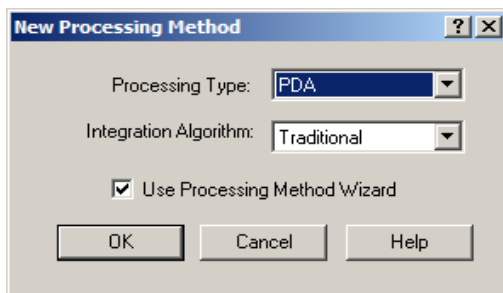 New Processing Method
Processing Type: PDA
Integration Algorithm: Traditional
Use Processing Method Wizard
OK Cancel Help